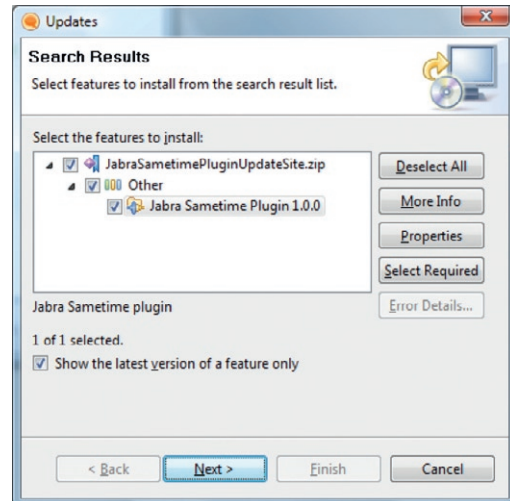 Updates
Search Results
Select features to install from the search result list.
Select the features to install:
JabraSametimePluginUpdateSite.zip
Other
Jabra Sametime Plugin 1.0.0
Deselect All
More Info
Properties
Select Required
Error Details...
Jabra Sametime plugin
1 of 1 selected.
Show the latest version of a feature only
< Back
Next >
Finish
Cancel